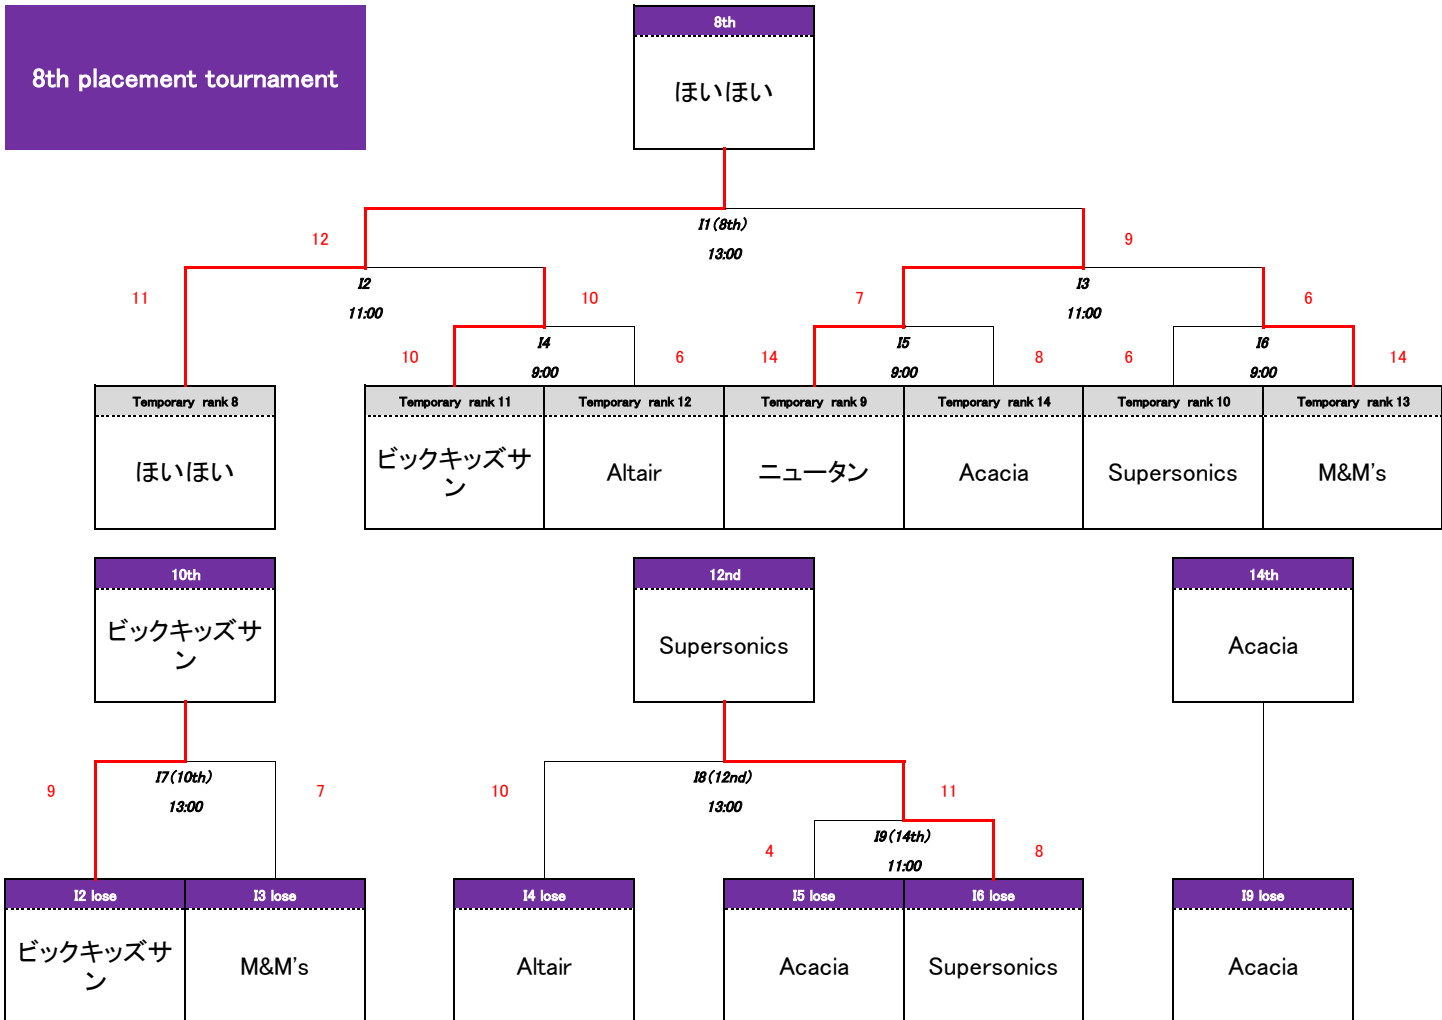 8th
8th placement tournament
ほいほい
I1(8th)
12
9
13:00
I2
I3
11
10
7
6
11:00
11:00
I4
I5
I6
10
6
14
8
6
14
9:00
9:00
9:00
Temporary rank 8
Temporary rank 11
Temporary rank 12
Temporary rank 9
Temporary rank 14
Temporary rank 10
Temporary rank 13
ほいほい
ビックキッズサ
ン
Altair
ニュータン
Acacia
Supersonics
M&M's
10th
12nd
14th
ビックキッズサ
ン
Supersonics
Acacia
I7(10th)
I8(12nd)
9
7
10
11
13:00
13:00
I9(14th)
4
8
11:00
I2 lose
I3 lose
I4 lose
I5 lose
I6 lose
I9 lose
ビックキッズサ
ン
M&M's
Altair
Acacia
Supersonics
Acacia